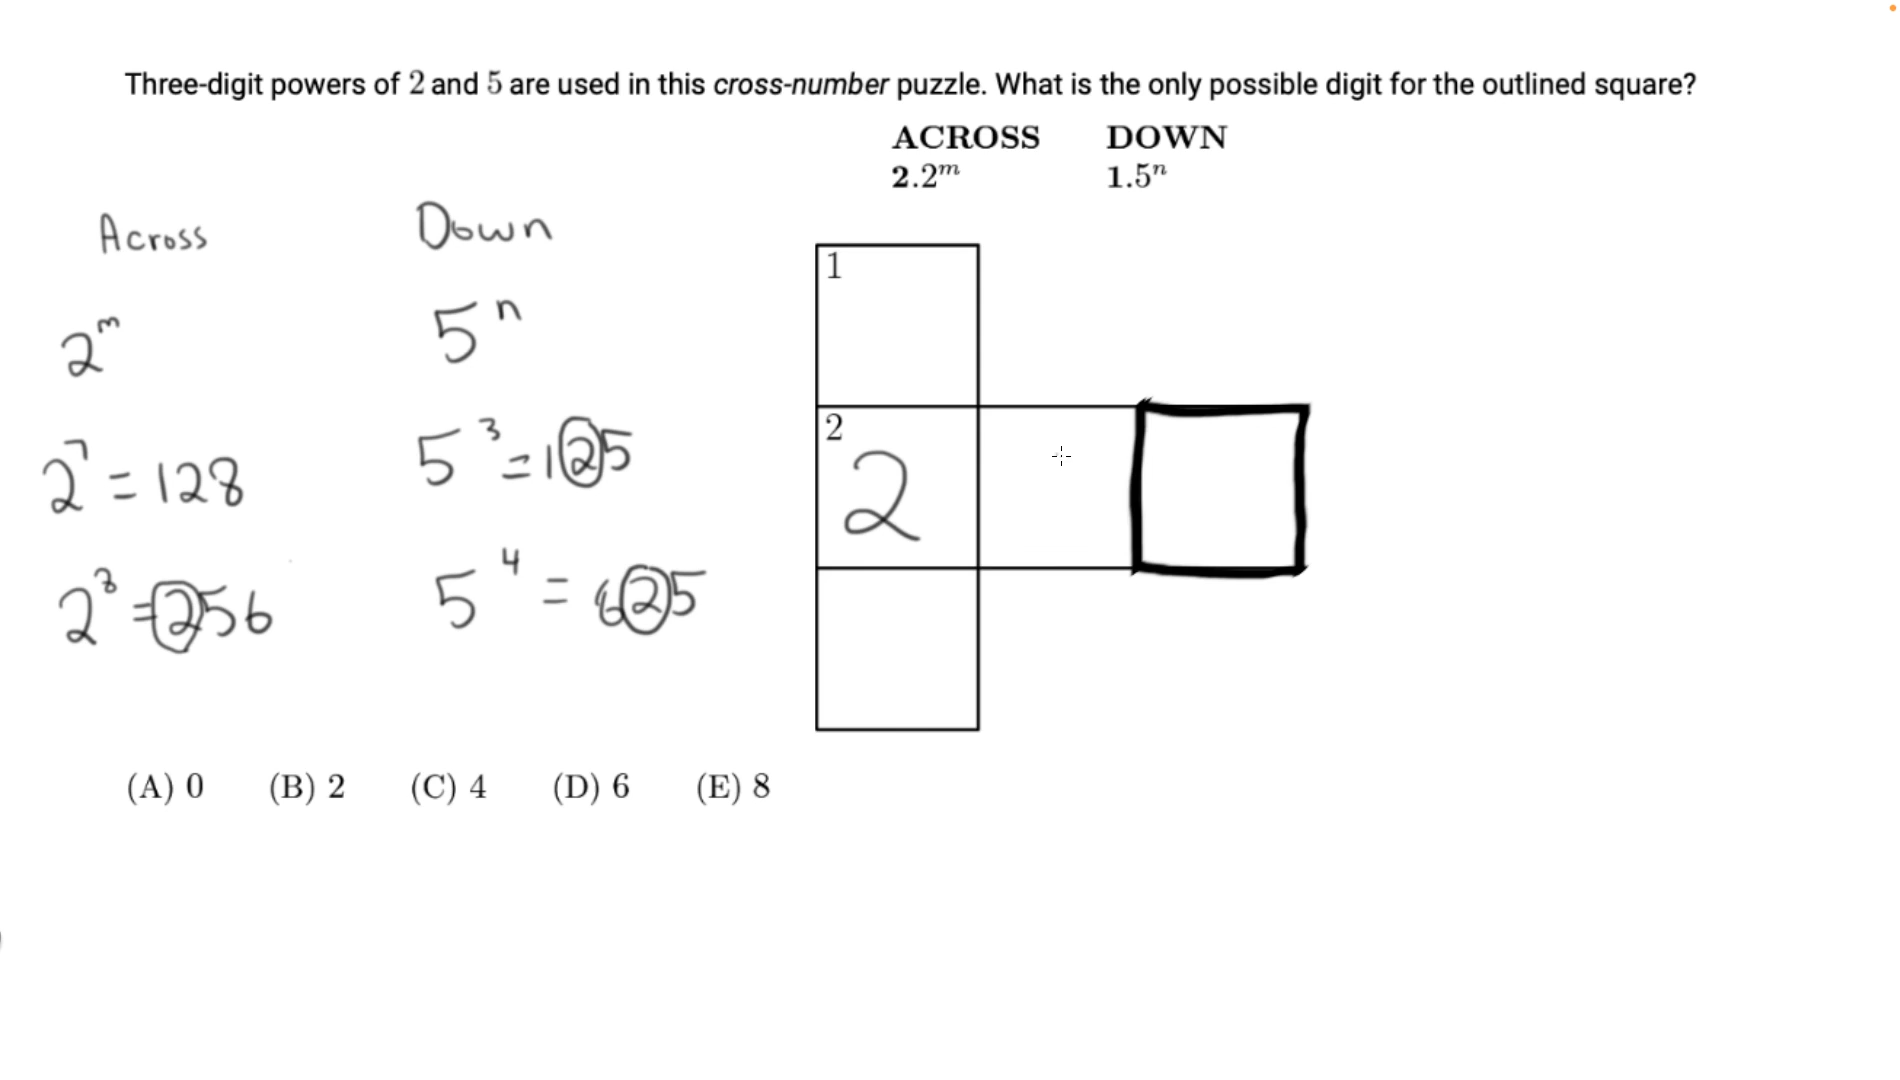 Three-digit powers of 2 and 5 are used in this cross-number puzzle. What is the only possible digit for the outlined square?
ACROSS DOWN
2.2^m 1.5^n
Across Down
2^m 5^n
2^7 = 128 5^3 = 125
2^8 = 256 5^4 = 625
1
2
2
(A) 0 (B) 2 (C) 4 (D) 6 (E) 8